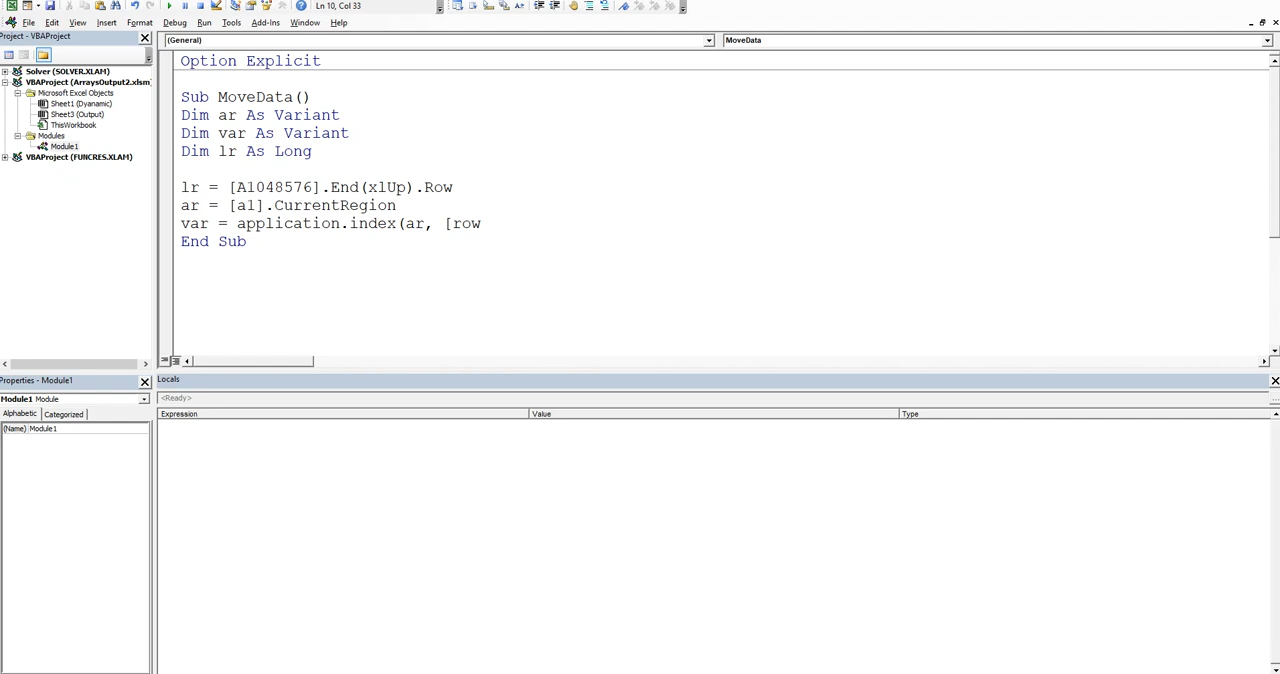 Ln 10, Col 33
File Edit View Insert Format Debug Run Tools Add-Ins Window Help
Project - VBAProject
(General)
MoveData
Solver (SOLVER.XLAM)
VBAProject (ArraysOutput2.xlsm)
Microsoft Excel Objects
Sheet1 (Dyanamic)
Sheet3 (Output)
ThisWorkbook
Modules
Module1
VBAProject (FUNCRES.XLAM)
Option Explicit
Sub MoveData()
Dim ar As Variant
Dim var As Variant
Dim lr As Long
lr = [A1048576].End(xlUp).Row
ar = [a1].CurrentRegion
var = application.index(ar, [row
End Sub
Properties - Module1
Module1 Module
Alphabetic Categorized
(Name) Module1
Locals
<Ready>
Expression Value Type